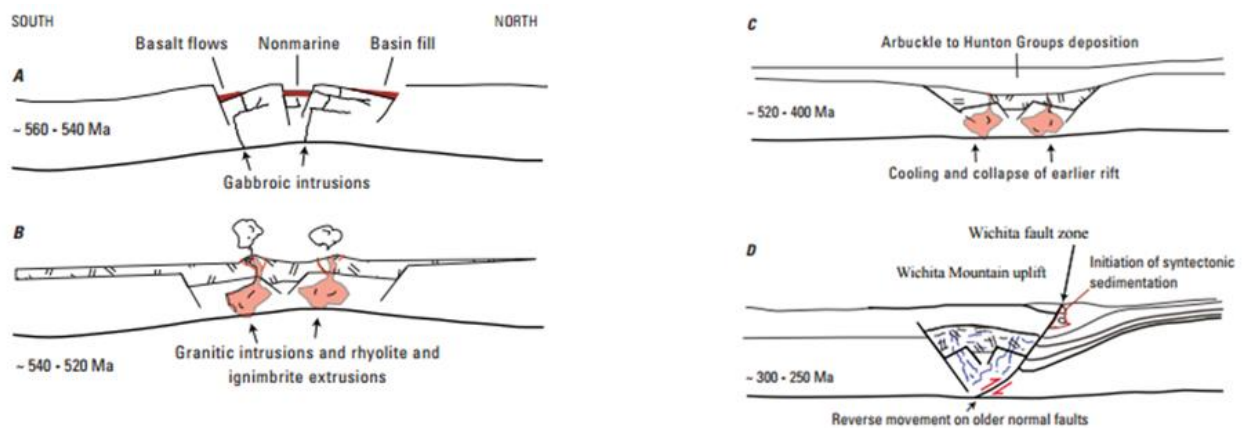 SOUTH
NORTH
Basalt flows
Nonmarine
Basin fill
A
~ 560 - 540 Ma
Gabbroic intrusions
B
~ 540 - 520 Ma
Granitic intrusions and rhyolite and
ignimbrite extrusions
C
Arbuckle to Hunton Groups deposition
~520 - 400 Ma
Cooling and collapse of earlier rift
D
Wichita fault zone
Wichita Mountain uplift
Initiation of syntectonic
sedimentation
~300 - 250 Ma
Reverse movement on older normal faults